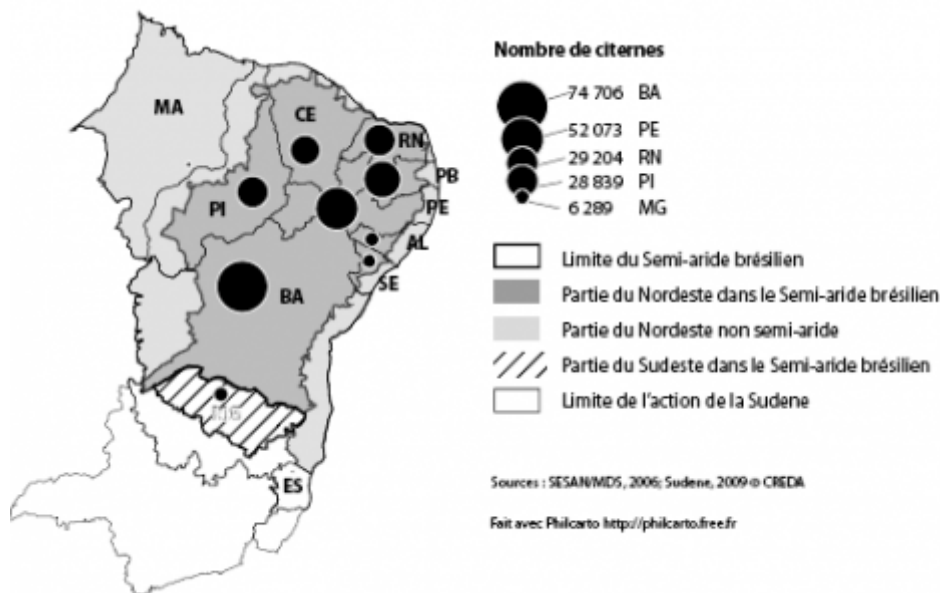 MA
CE
RN
PB
PI
PE
AL
SE
BA
ES
Nombre de citernes
74 706 BA
52 073 PE
29 204 RN
28 839 PI
6 289 MG
Limite du Semi-aride brésilien
Partie du Nordeste dans le Semi-aride brésilien
Partie du Nordeste non semi-aride
Partie du Sudeste dans le Semi-aride brésilien
Limite de l'action de la Sudene
Sources : SESAN/MDS, 2006; Sudene, 2009 © CREDA
Fait avec Philcarto http://philcarto.free.fr